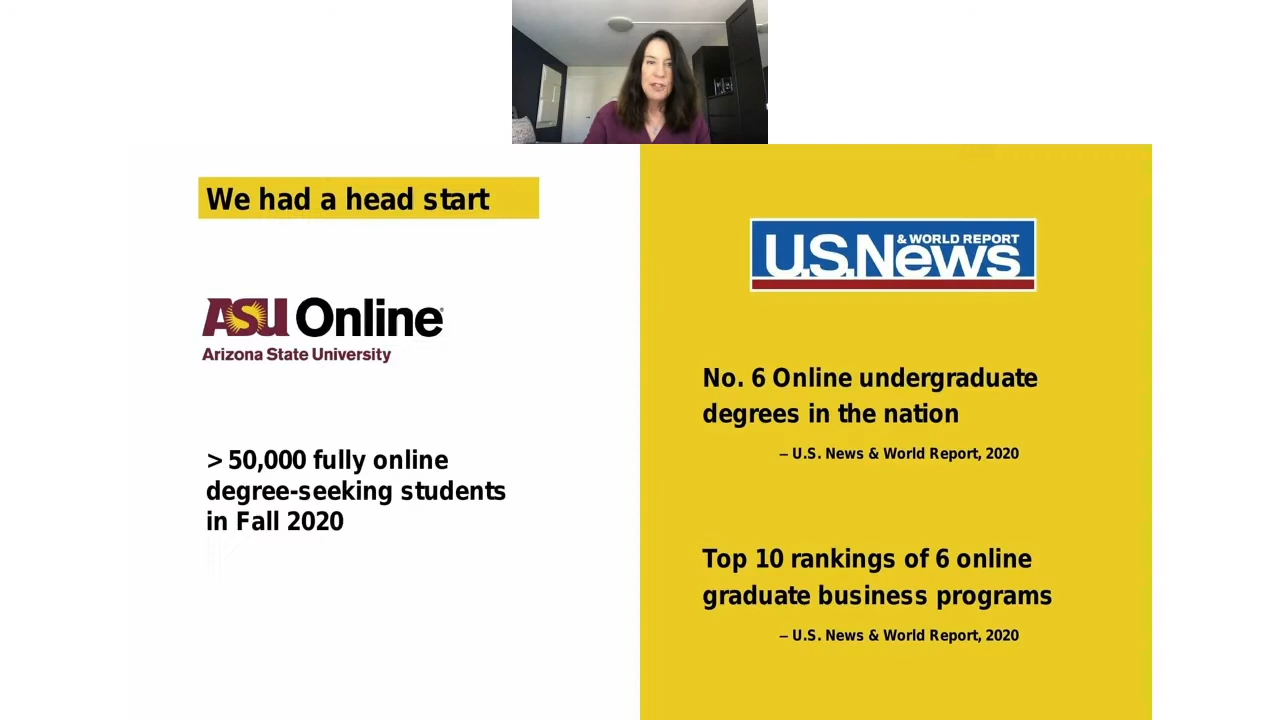 We had a head start
ASU Online
Arizona State University
> 50,000 fully online
degree-seeking students
in Fall 2020
U.S.News & WORLD REPORT
No. 6 Online undergraduate
degrees in the nation
– U.S. News & World Report, 2020
Top 10 rankings of 6 online
graduate business programs
– U.S. News & World Report, 2020